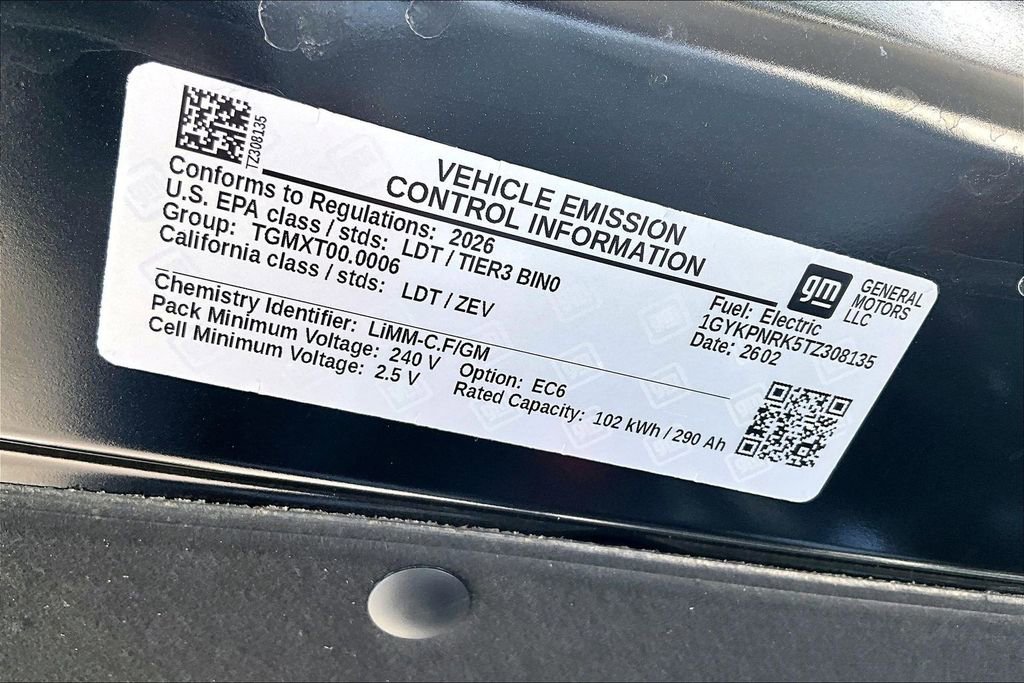 TZ308135
VEHICLE EMISSION
CONTROL INFORMATION
gm
GENERAL
MOTORS
LLC
Conforms to Regulations: 2026
U.S. EPA class / stds: LDT / TIER3 BIN0
Group: TGMXT00.0006
California class / stds: LDT / ZEV
Fuel: Electric
1GYKPNRK5TZ308135
Date: 2602
Chemistry Identifier: LiMM-C.F/GM
Pack Minimum Voltage: 240 V Option: EC6
Cell Minimum Voltage: 2.5 V Rated Capacity: 102 kWh / 290 Ah